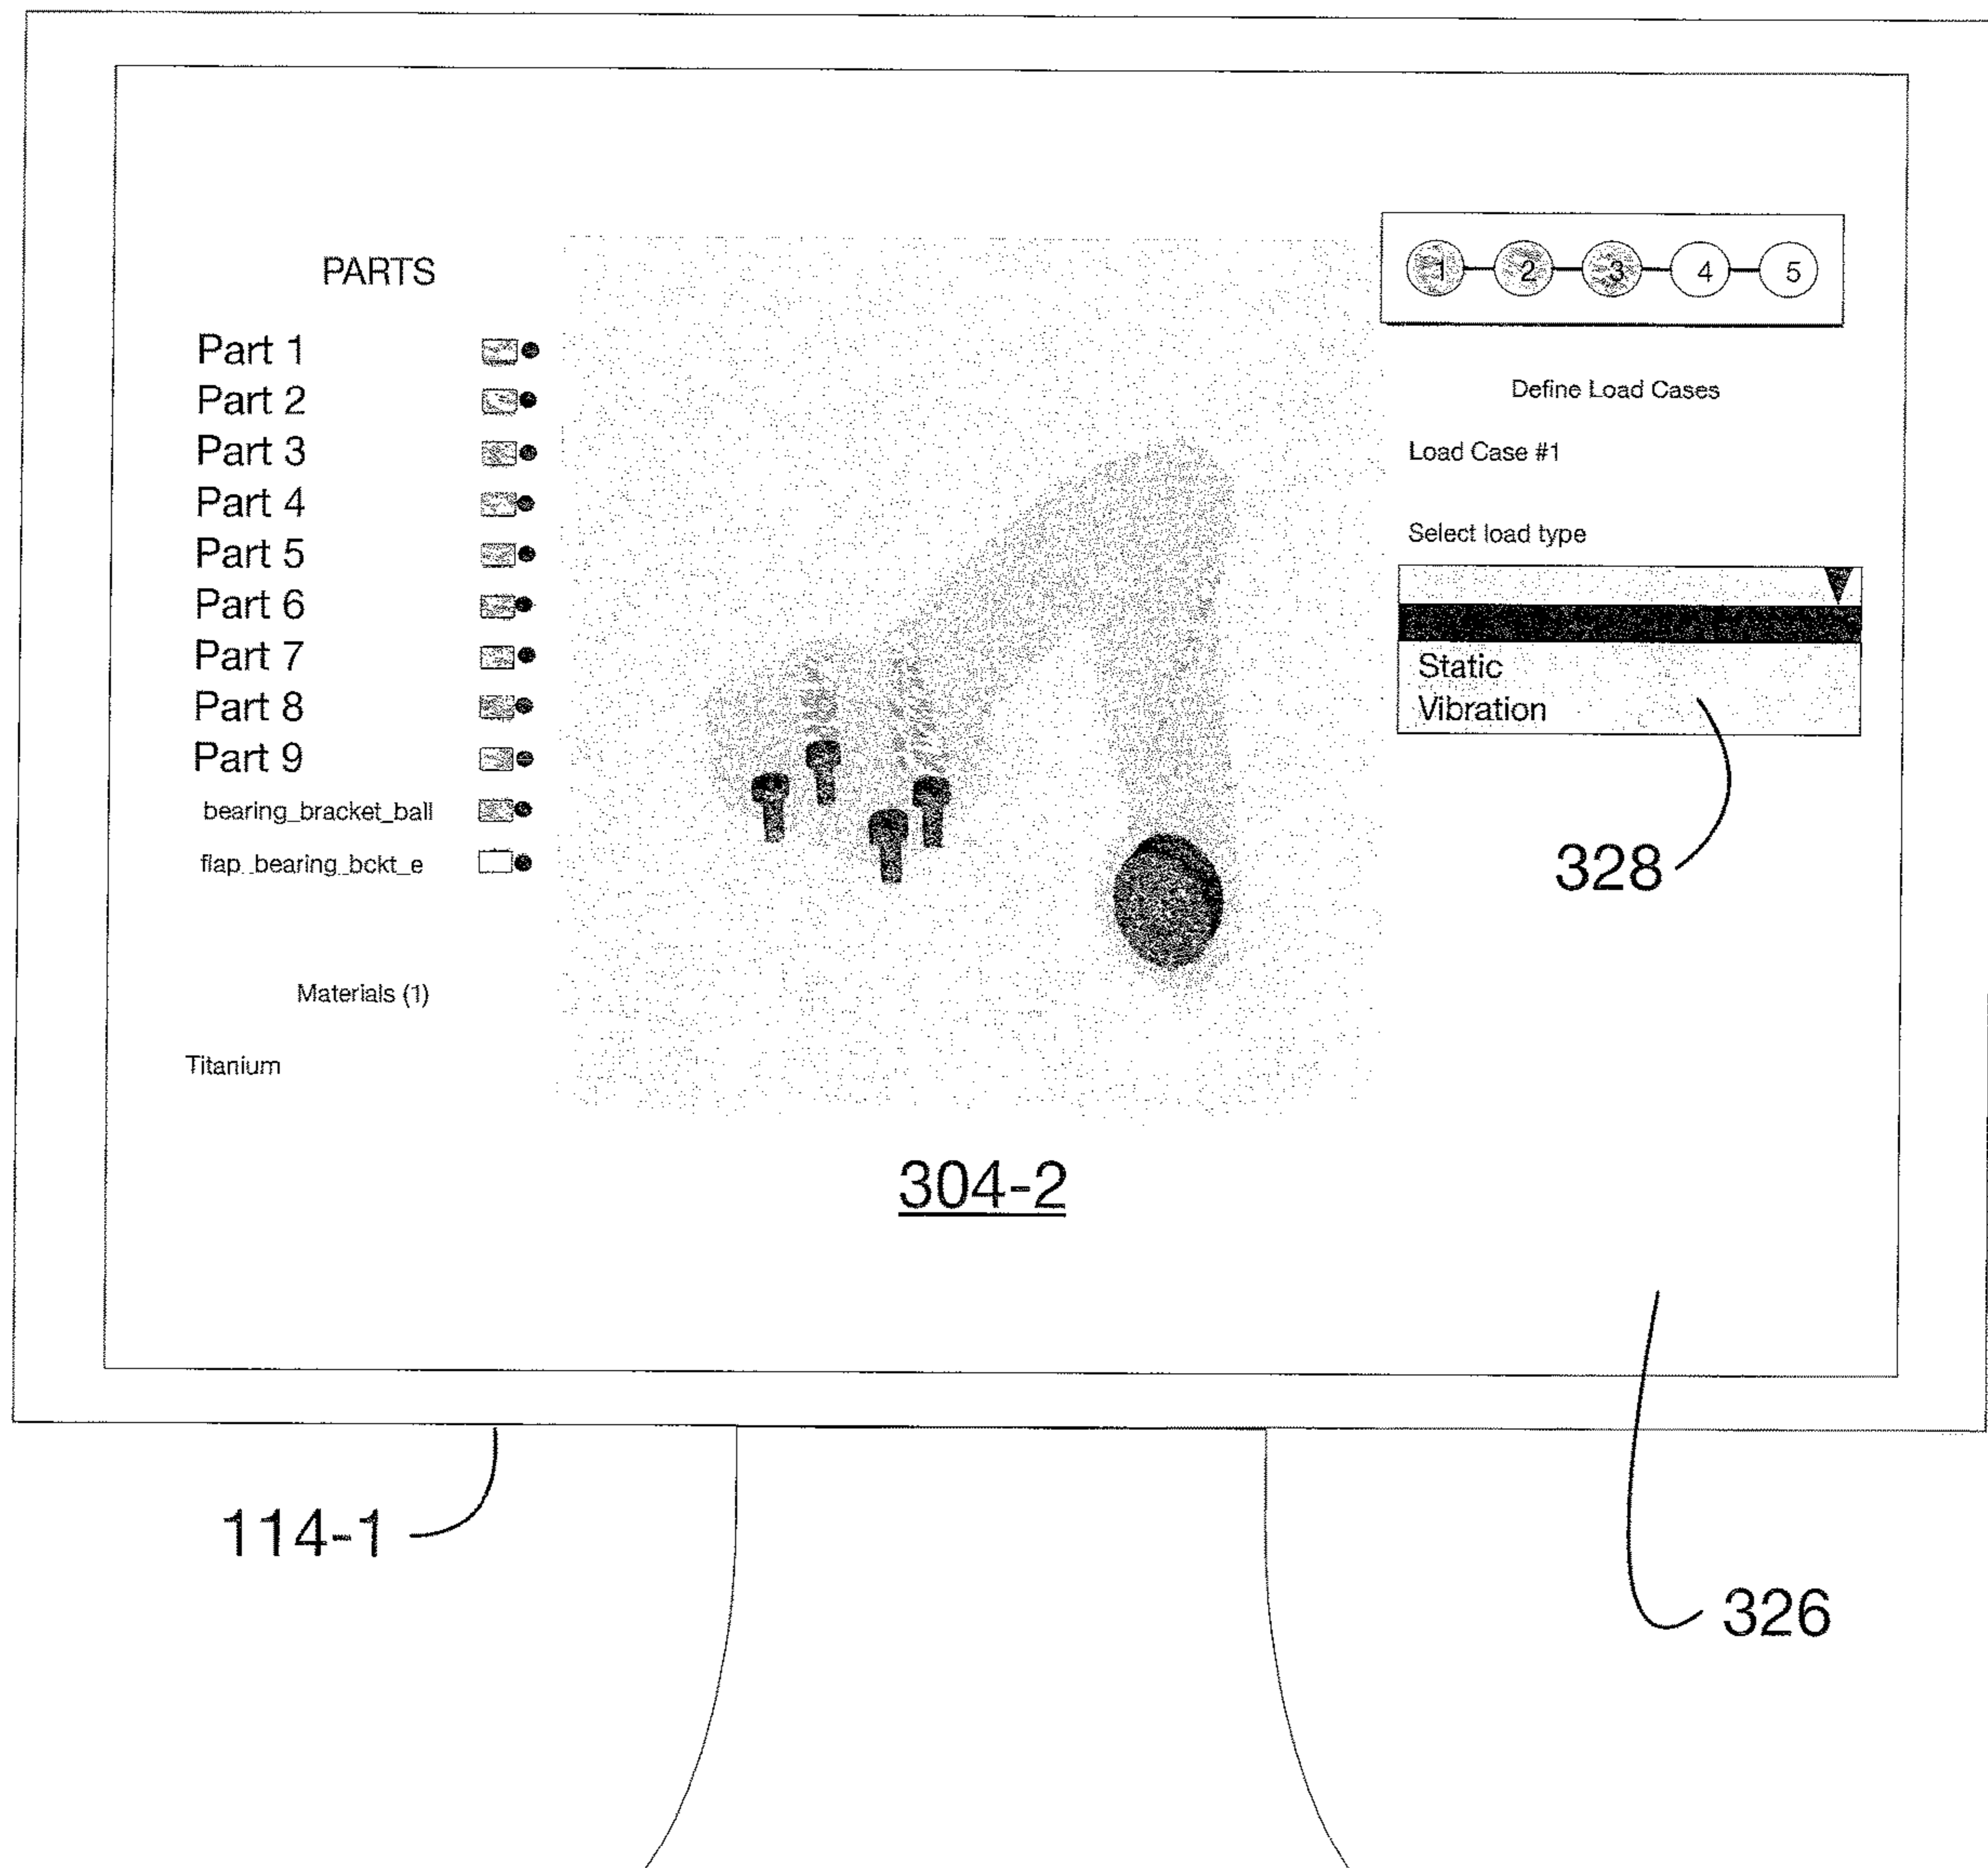 PARTS
Part 1
Part 2
Part 3
Part 4
Part 5
Part 6
Part 7
Part 8
Part 9
bearing_bracket_ball
flap_bearing_bckt_e
Materials (1)
Titanium
304-2
1 2 3 4 5
Define Load Cases
Load Case #1
Select load type
Static
Vibration
328
114-1
326